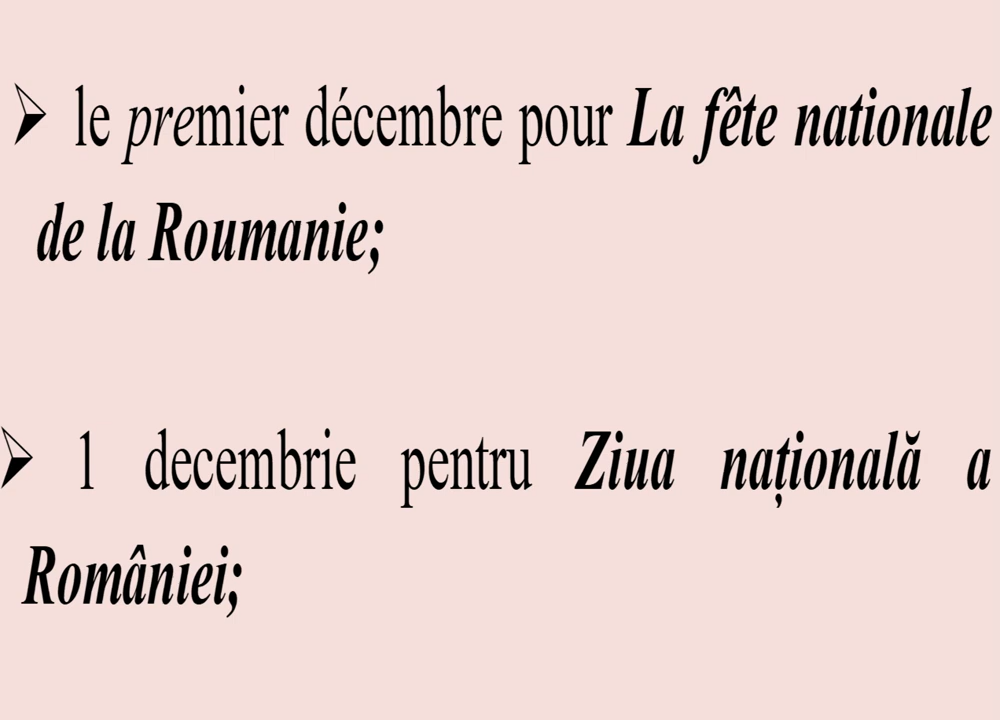 ➢ le premier décembre pour La fête nationale
de la Roumanie;
➢ 1 decembrie pentru Ziua națională a
României;